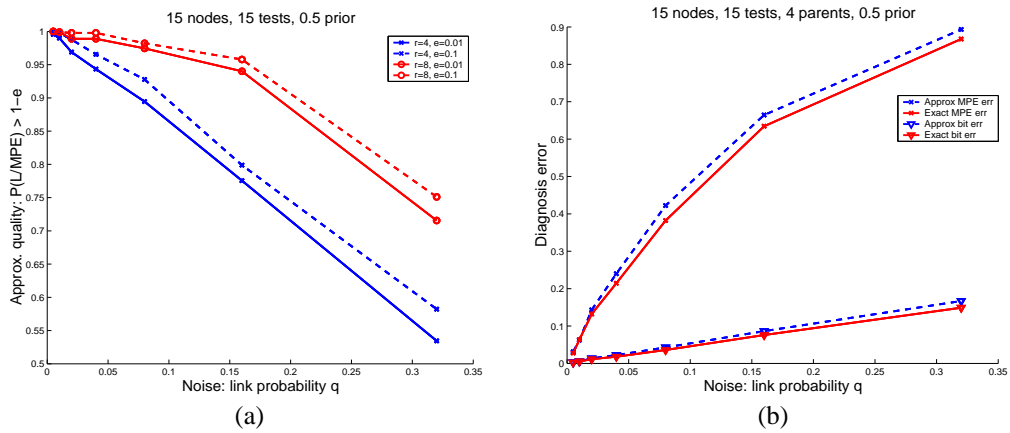 15 nodes, 15 tests, 0.5 prior
Approx. quality: P(L/MPE) > 1−e
1
0.95
0.9
0.85
0.8
0.75
0.7
0.65
0.6
0.55
0.5
r=4, e=0.01
r=4, e=0.1
r=8, e=0.01
r=8, e=0.1
0 0.05 0.1 0.15 0.2 0.25 0.3 0.35
Noise: link probability q
(a)
15 nodes, 15 tests, 4 parents, 0.5 prior
Diagnosis error
0.9
0.8
0.7
0.6
0.5
0.4
0.3
0.2
0.1
0
Approx MPE err
Exact MPE err
Approx bit err
Exact bit err
0 0.05 0.1 0.15 0.2 0.25 0.3 0.35
Noise: link probability q
(b)